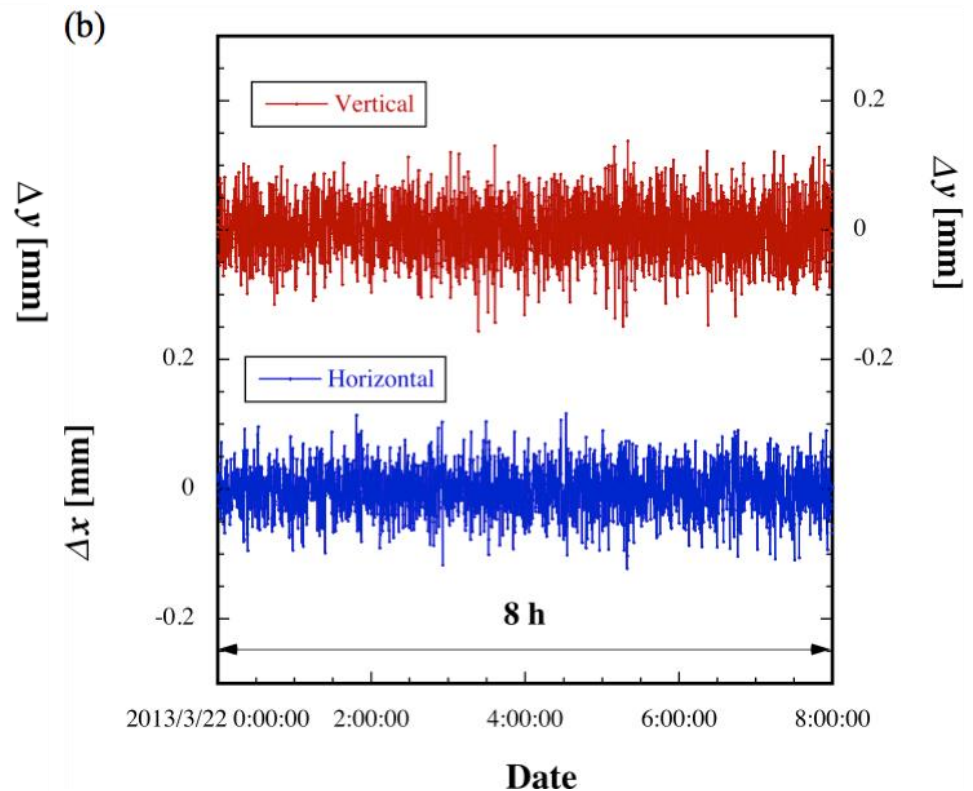 (b)
Vertical
0.2
0
-0.2
Δy [mm]
Δy [mm]
0.2
0
-0.2
Δx [mm]
Horizontal
8 h
2013/3/22 0:00:00 2:00:00 4:00:00 6:00:00 8:00:00
Date